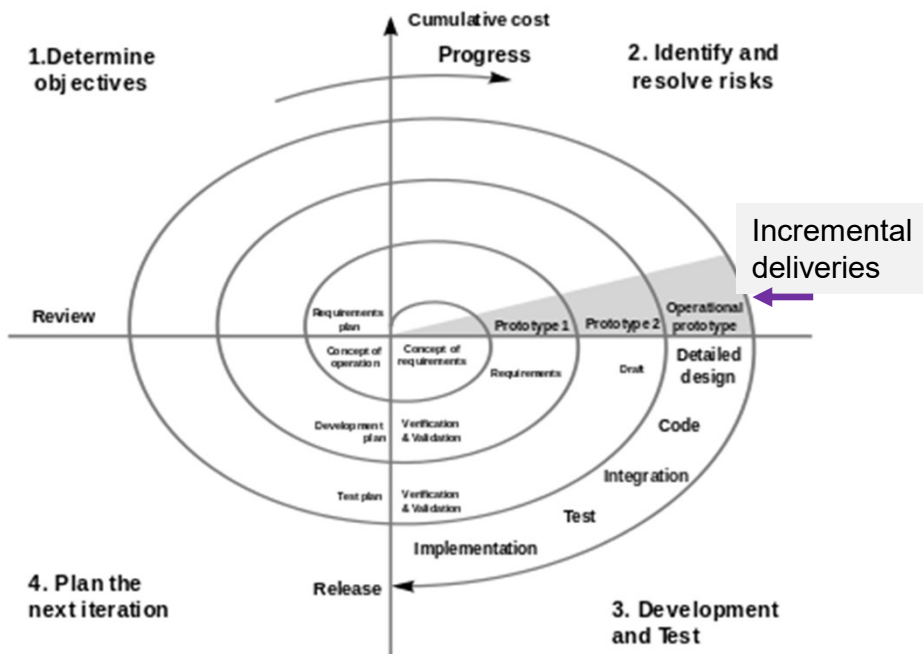 Cumulative cost
Progress
1.Determine
objectives
2. Identify and
resolve risks
Incremental
deliveries
Review
Requirements
plan
Prototype 1
Prototype 2
Operational
prototype
Concept of
operation
Concept of
requirements
Requirements
Draft
Detailed
design
Code
Development
plan
Verification
& Validation
Integration
Test plan
Verification
& Validation
Test
Implementation
Release
4. Plan the
next iteration
3. Development
and Test